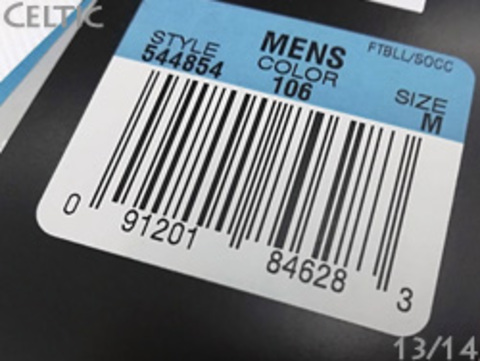 CELTIC
MENS
FTBLL/SOCC
STYLE
544854
COLOR
106
SIZE
M
0 91201 84628 3
13/14